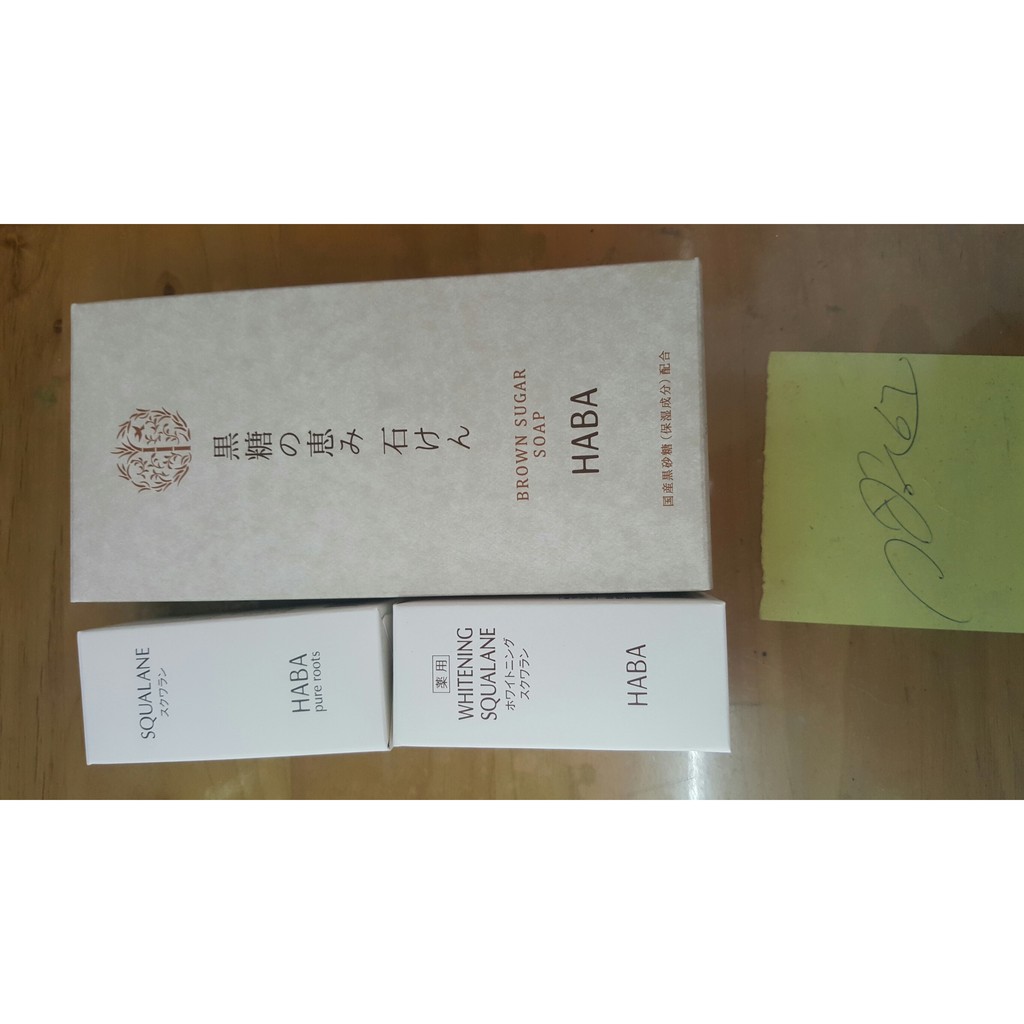 黒糖の恵み 石けん
BROWN SUGAR
SOAP
HABA
国産黒砂糖(保湿成分)配合
SQUALANE
スクワラン
HABA
pure roots
薬用
WHITENING
SQUALANE
ホワイトニング
スクワラン
HABA